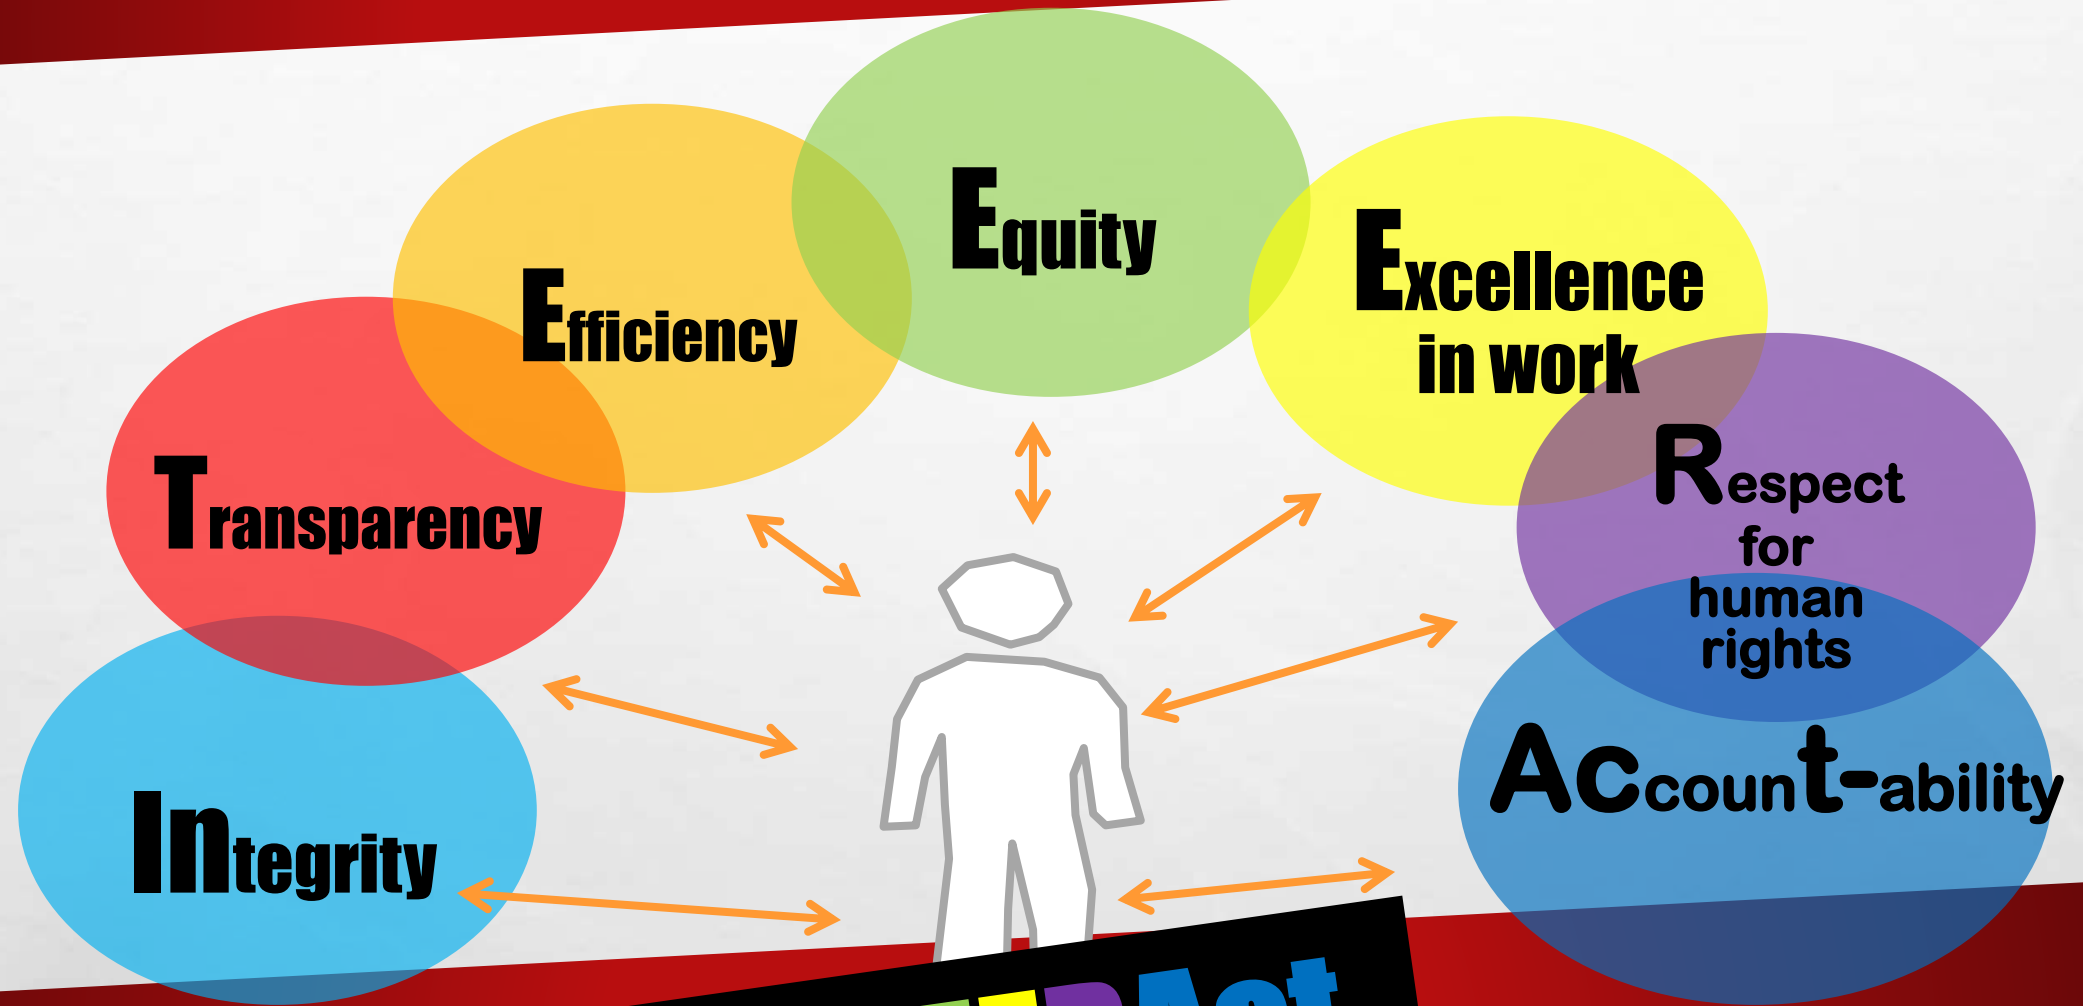 Equity
Efficiency
Excellence
in work
Transparency
Respect
for
human
rights
Integrity
AccounT-ability